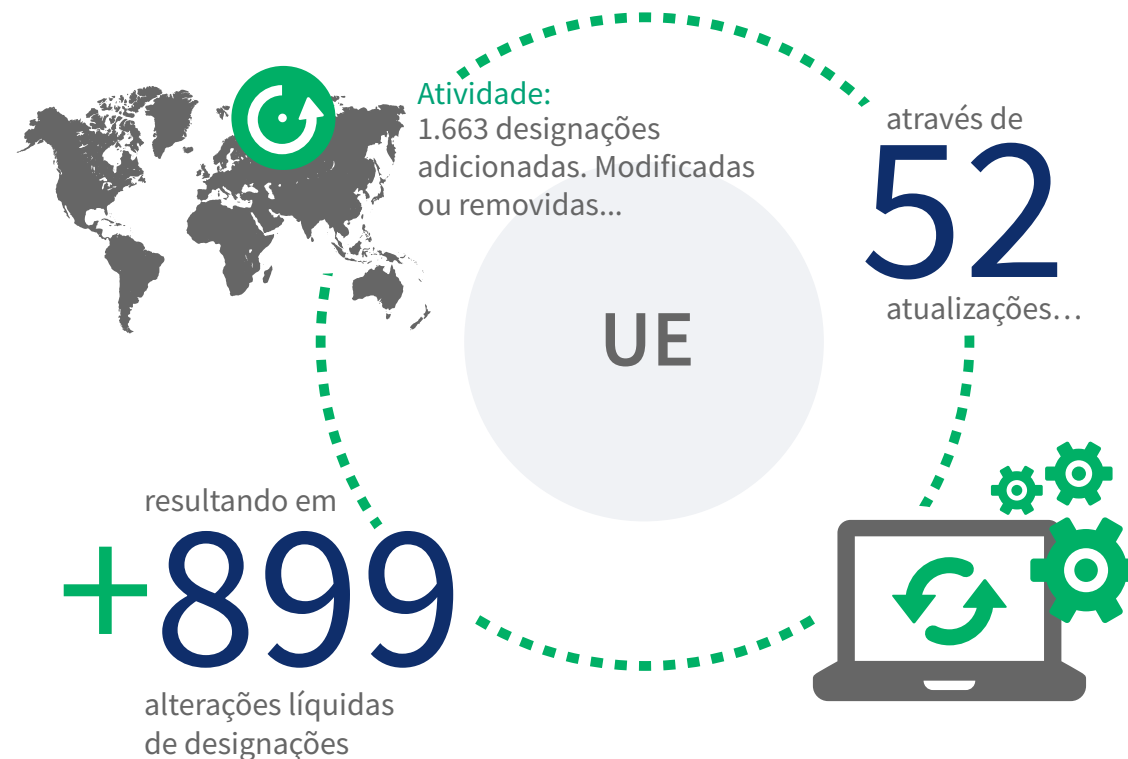 Atividade:
1.663 designações
adicionadas. Modificadas
ou removidas...
através de
52
atualizações…
UE
resultando em
+899
alterações líquidas
de designações